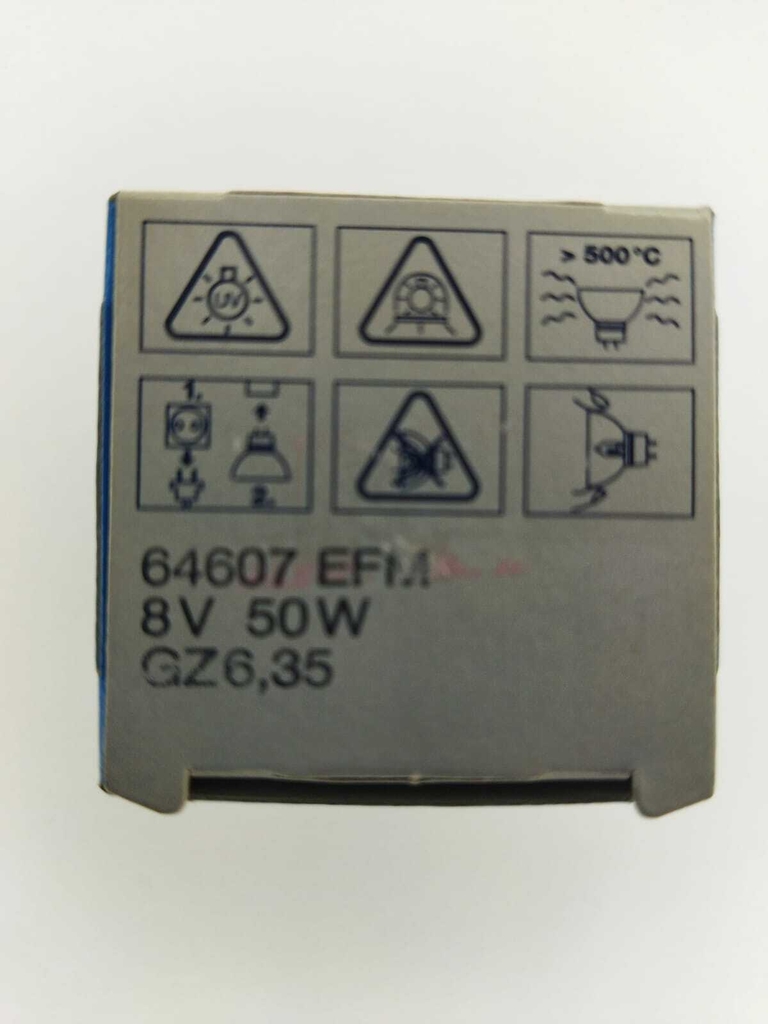 UV
> 500°C
1.
2.
64607 EFM
8V 50W
GZ6,35